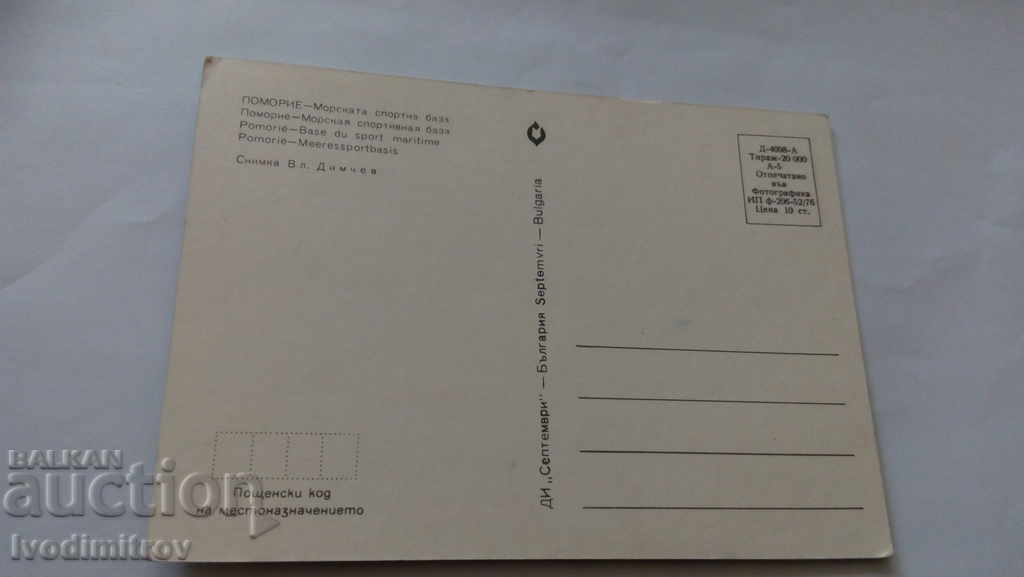 ПОМОРИЕ—Морската спортна база
Поморие—Морская спортивная база
Pomorie—Base du sport maritime
Pomorie—Meeressportbasis
Снимка Вл. Димчев
Д-4098-А
Тираж-20 000
А-5
Отпечатано
във
Фотографика
ИП ф-206-52/76
Цена 10 ст.
ДИ „Септември" — България Septemvri — Bulgaria
Пощенски код
на местоназначението
BALKAN
auction
Ivodimitrov